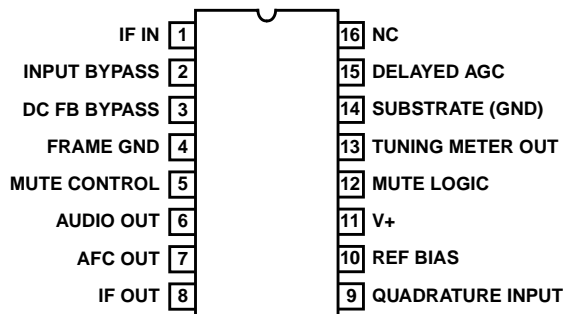 IF IN 1 16 NC
INPUT BYPASS 2 15 DELAYED AGC
DC FB BYPASS 3 14 SUBSTRATE (GND)
FRAME GND 4 13 TUNING METER OUT
MUTE CONTROL 5 12 MUTE LOGIC
AUDIO OUT 6 11 V+
AFC OUT 7 10 REF BIAS
IF OUT 8 9 QUADRATURE INPUT